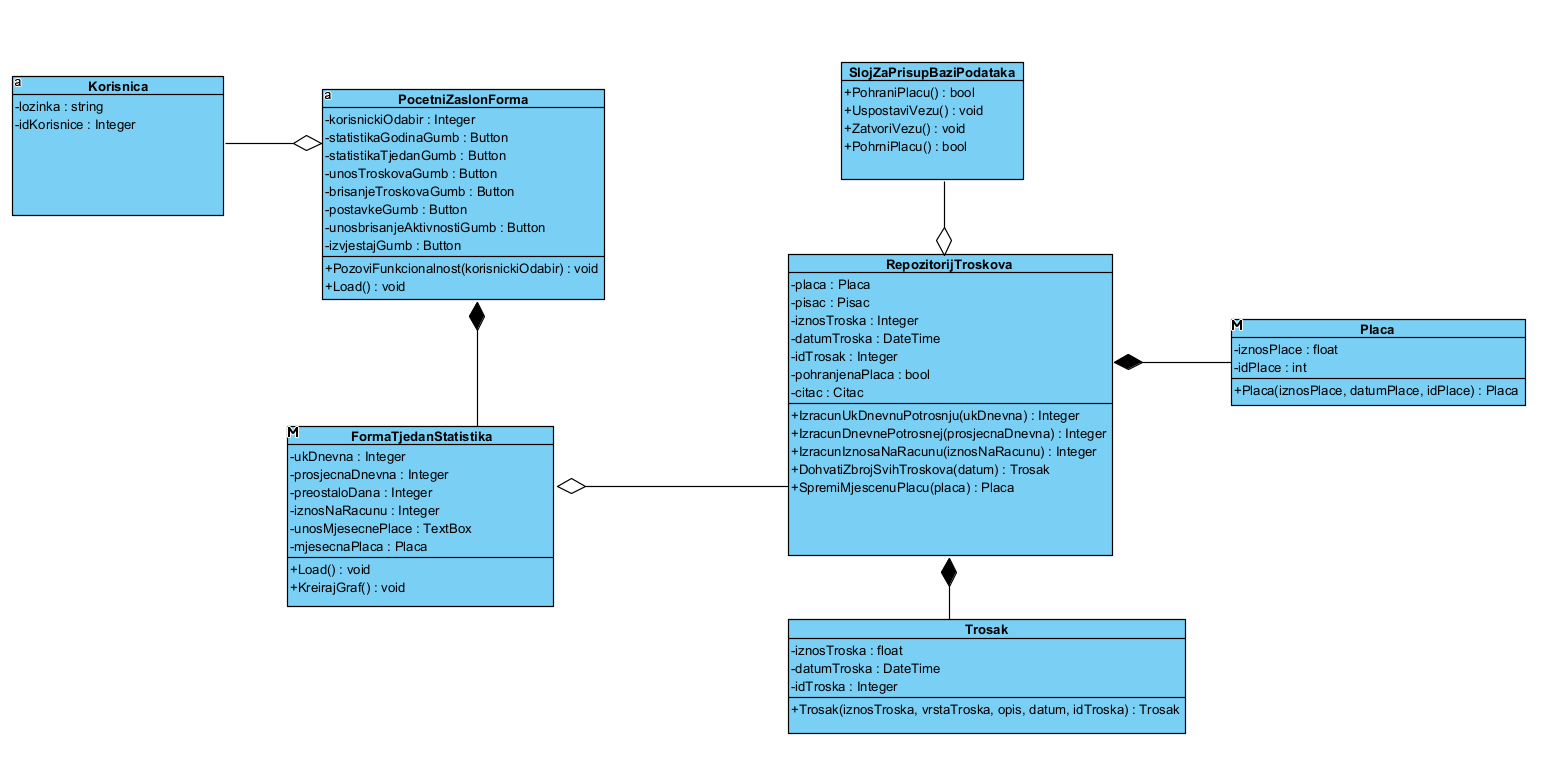 a
Korisnica
-lozinka : string
-idKorisnice : Integer
a
PocetniZaslonForma
-korisnickiOdabir : Integer
-statistikaGodinaGumb : Button
-statistikaTjedanGumb : Button
-unosTroskovaGumb : Button
-brisanjeTroskovaGumb : Button
-postavkeGumb : Button
-unosbrisanjeAktivnostiGumb : Button
-izvjestajGumb : Button
+PozoviFunkcionalnost(korisnickiOdabir) : void
+Load() : void
SlojZaPrisupBaziPodataka
+PohraniPlacu() : bool
+UspostaviVezu() : void
+ZatvoriVezu() : void
+PohrniPlacu() : bool
RepozitorijTroskova
-placa : Placa
-pisac : Pisac
-iznosTroska : Integer
-datumTroska : DateTime
-idTrosak : Integer
-pohranjenaPlaca : bool
-citac : Citac
+IzracunUkDnevnuPotrosnju(ukDnevna) : Integer
+IzracunDnevnePotrosnej(prosjecnaDnevna) : Integer
+IzracunIznosaNaRacunu(iznosNaRacunu) : Integer
+DohvatiZbrojSvihTroskova(datum) : Trosak
+SpremiMjescenuPlacu(placa) : Placa
M
Placa
-iznosPlace : float
-idPlace : int
+Placa(iznosPlace, datumPlace, idPlace) : Placa
M
FormaTjedanStatistika
-ukDnevna : Integer
-prosjecnaDnevna : Integer
-preostaloDana : Integer
-iznosNaRacunu : Integer
-unosMjesecnePlace : TextBox
-mjesecnaPlaca : Placa
+Load() : void
+KreirajGraf() : void
Trosak
-iznosTroska : float
-datumTroska : DateTime
-idTroska : Integer
+Trosak(iznosTroska, vrstaTroska, opis, datum, idTroska) : Trosak